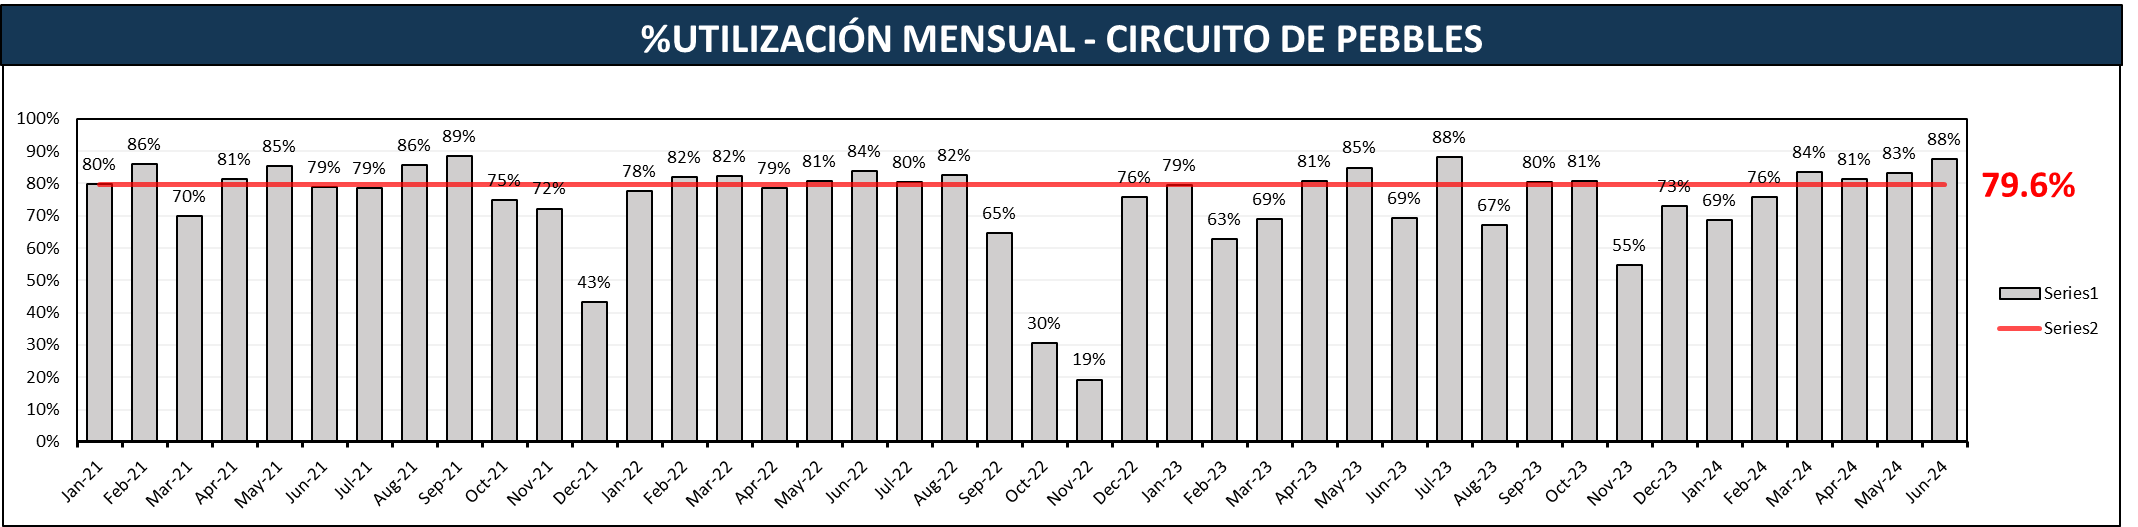 %UTILIZACIÓN MENSUAL - CIRCUITO DE PEBBLES
100%
90%
80%
70%
60%
50%
40%
30%
20%
10%
0%
80%
86%
70%
81%
85%
79%
79%
86%
89%
75%
72%
43%
78%
82%
82%
79%
81%
84%
80%
82%
65%
30%
19%
76%
79%
63%
69%
81%
85%
69%
88%
67%
80%
81%
55%
73%
69%
76%
84%
81%
83%
88%
79.6%
Series1
Series2
Jan-21
Feb-21
Mar-21
Apr-21
May-21
Jun-21
Jul-21
Aug-21
Sep-21
Oct-21
Nov-21
Dec-21
Jan-22
Feb-22
Mar-22
Apr-22
May-22
Jun-22
Jul-22
Aug-22
Sep-22
Oct-22
Nov-22
Dec-22
Jan-23
Feb-23
Mar-23
Apr-23
May-23
Jun-23
Jul-23
Aug-23
Sep-23
Oct-23
Nov-23
Dec-23
Jan-24
Feb-24
Mar-24
Apr-24
May-24
Jun-24